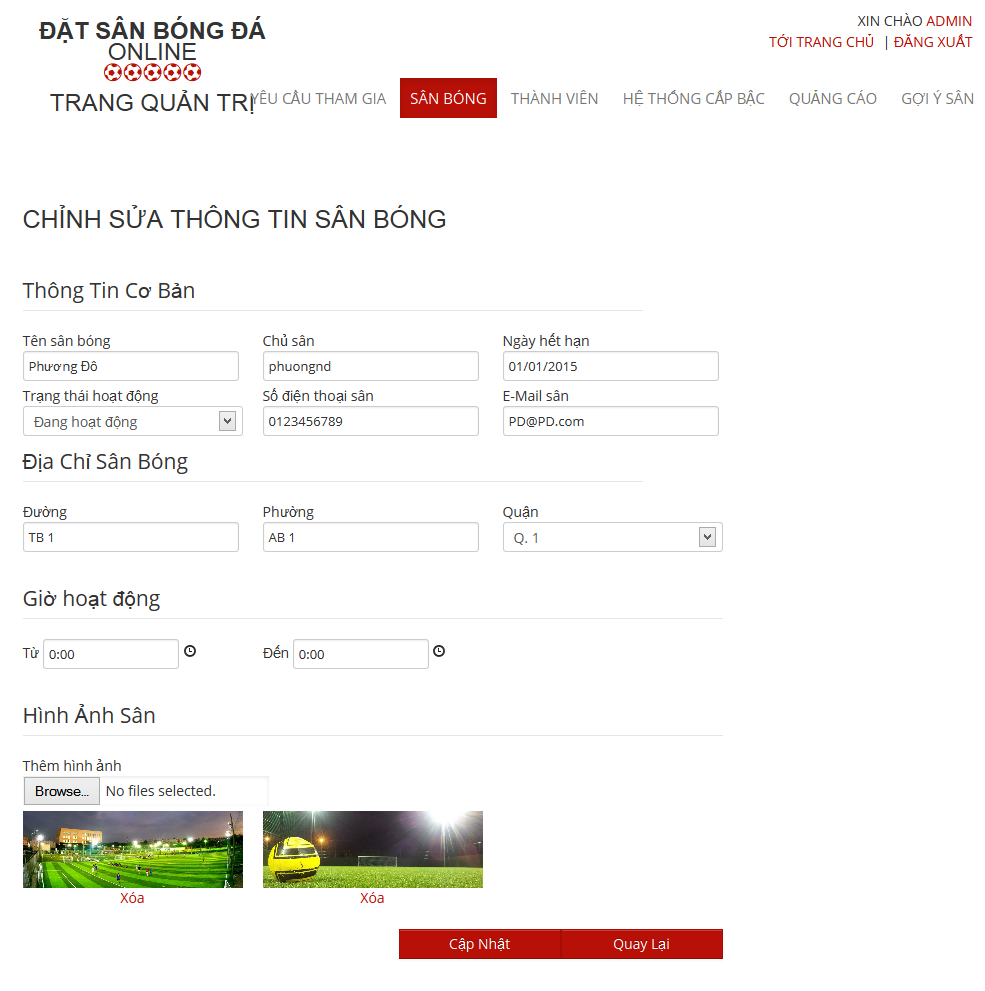 ĐẶT SÂN BÓNG ĐÁ
ONLINE
TRANG QUẢN TRỊ
XIN CHÀO ADMIN
TỚI TRANG CHỦ | ĐĂNG XUẤT
YÊU CẦU THAM GIA SÂN BÓNG THÀNH VIÊN HỆ THỐNG CẤP BẬC QUẢNG CÁO GỢI Ý SÂN
CHỈNH SỬA THÔNG TIN SÂN BÓNG
Thông Tin Cơ Bản
Tên sân bóng Chủ sân Ngày hết hạn
Phương Đô phuongnd 01/01/2015
Trạng thái hoạt động Số điện thoại sân E-Mail sân
Đang hoạt động 0123456789 PD@PD.com
Địa Chỉ Sân Bóng
Đường Phường Quận
TB 1 AB 1 Q. 1
Giờ hoạt động
Từ 0:00 Đến 0:00
Hình Ảnh Sân
Thêm hình ảnh
Browse... No files selected.
Xóa Xóa
Cập Nhật Quay Lại